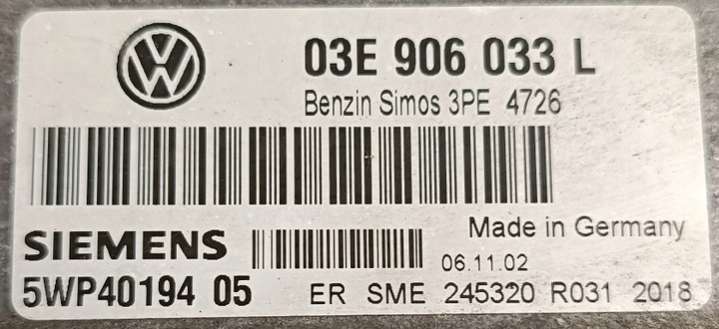 03E 906 033 L
Benzin Simos 3PE 4726
Made in Germany
SIEMENS
06.11.02
5WP40194 05 ER SME 245320 R031 2018